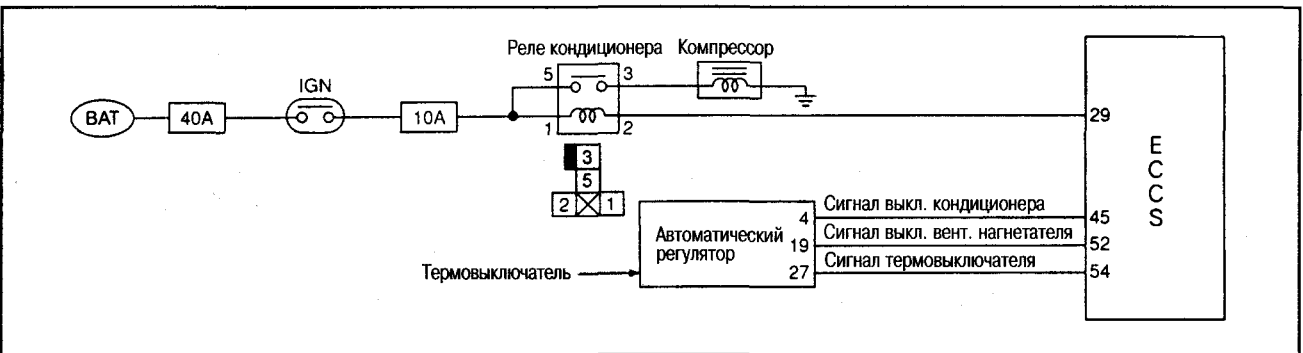 Реле кондиционера Компрессор
IGN
5 3
BAT 40A 10A
1 2 29
3
5
2 1
ECCS
Автоматический регулятор
4 Сигнал выкл. кондиционера 45
19 Сигнал выкл. вент. нагнетателя 52
27 Сигнал термовыключателя 54
Термовыключатель